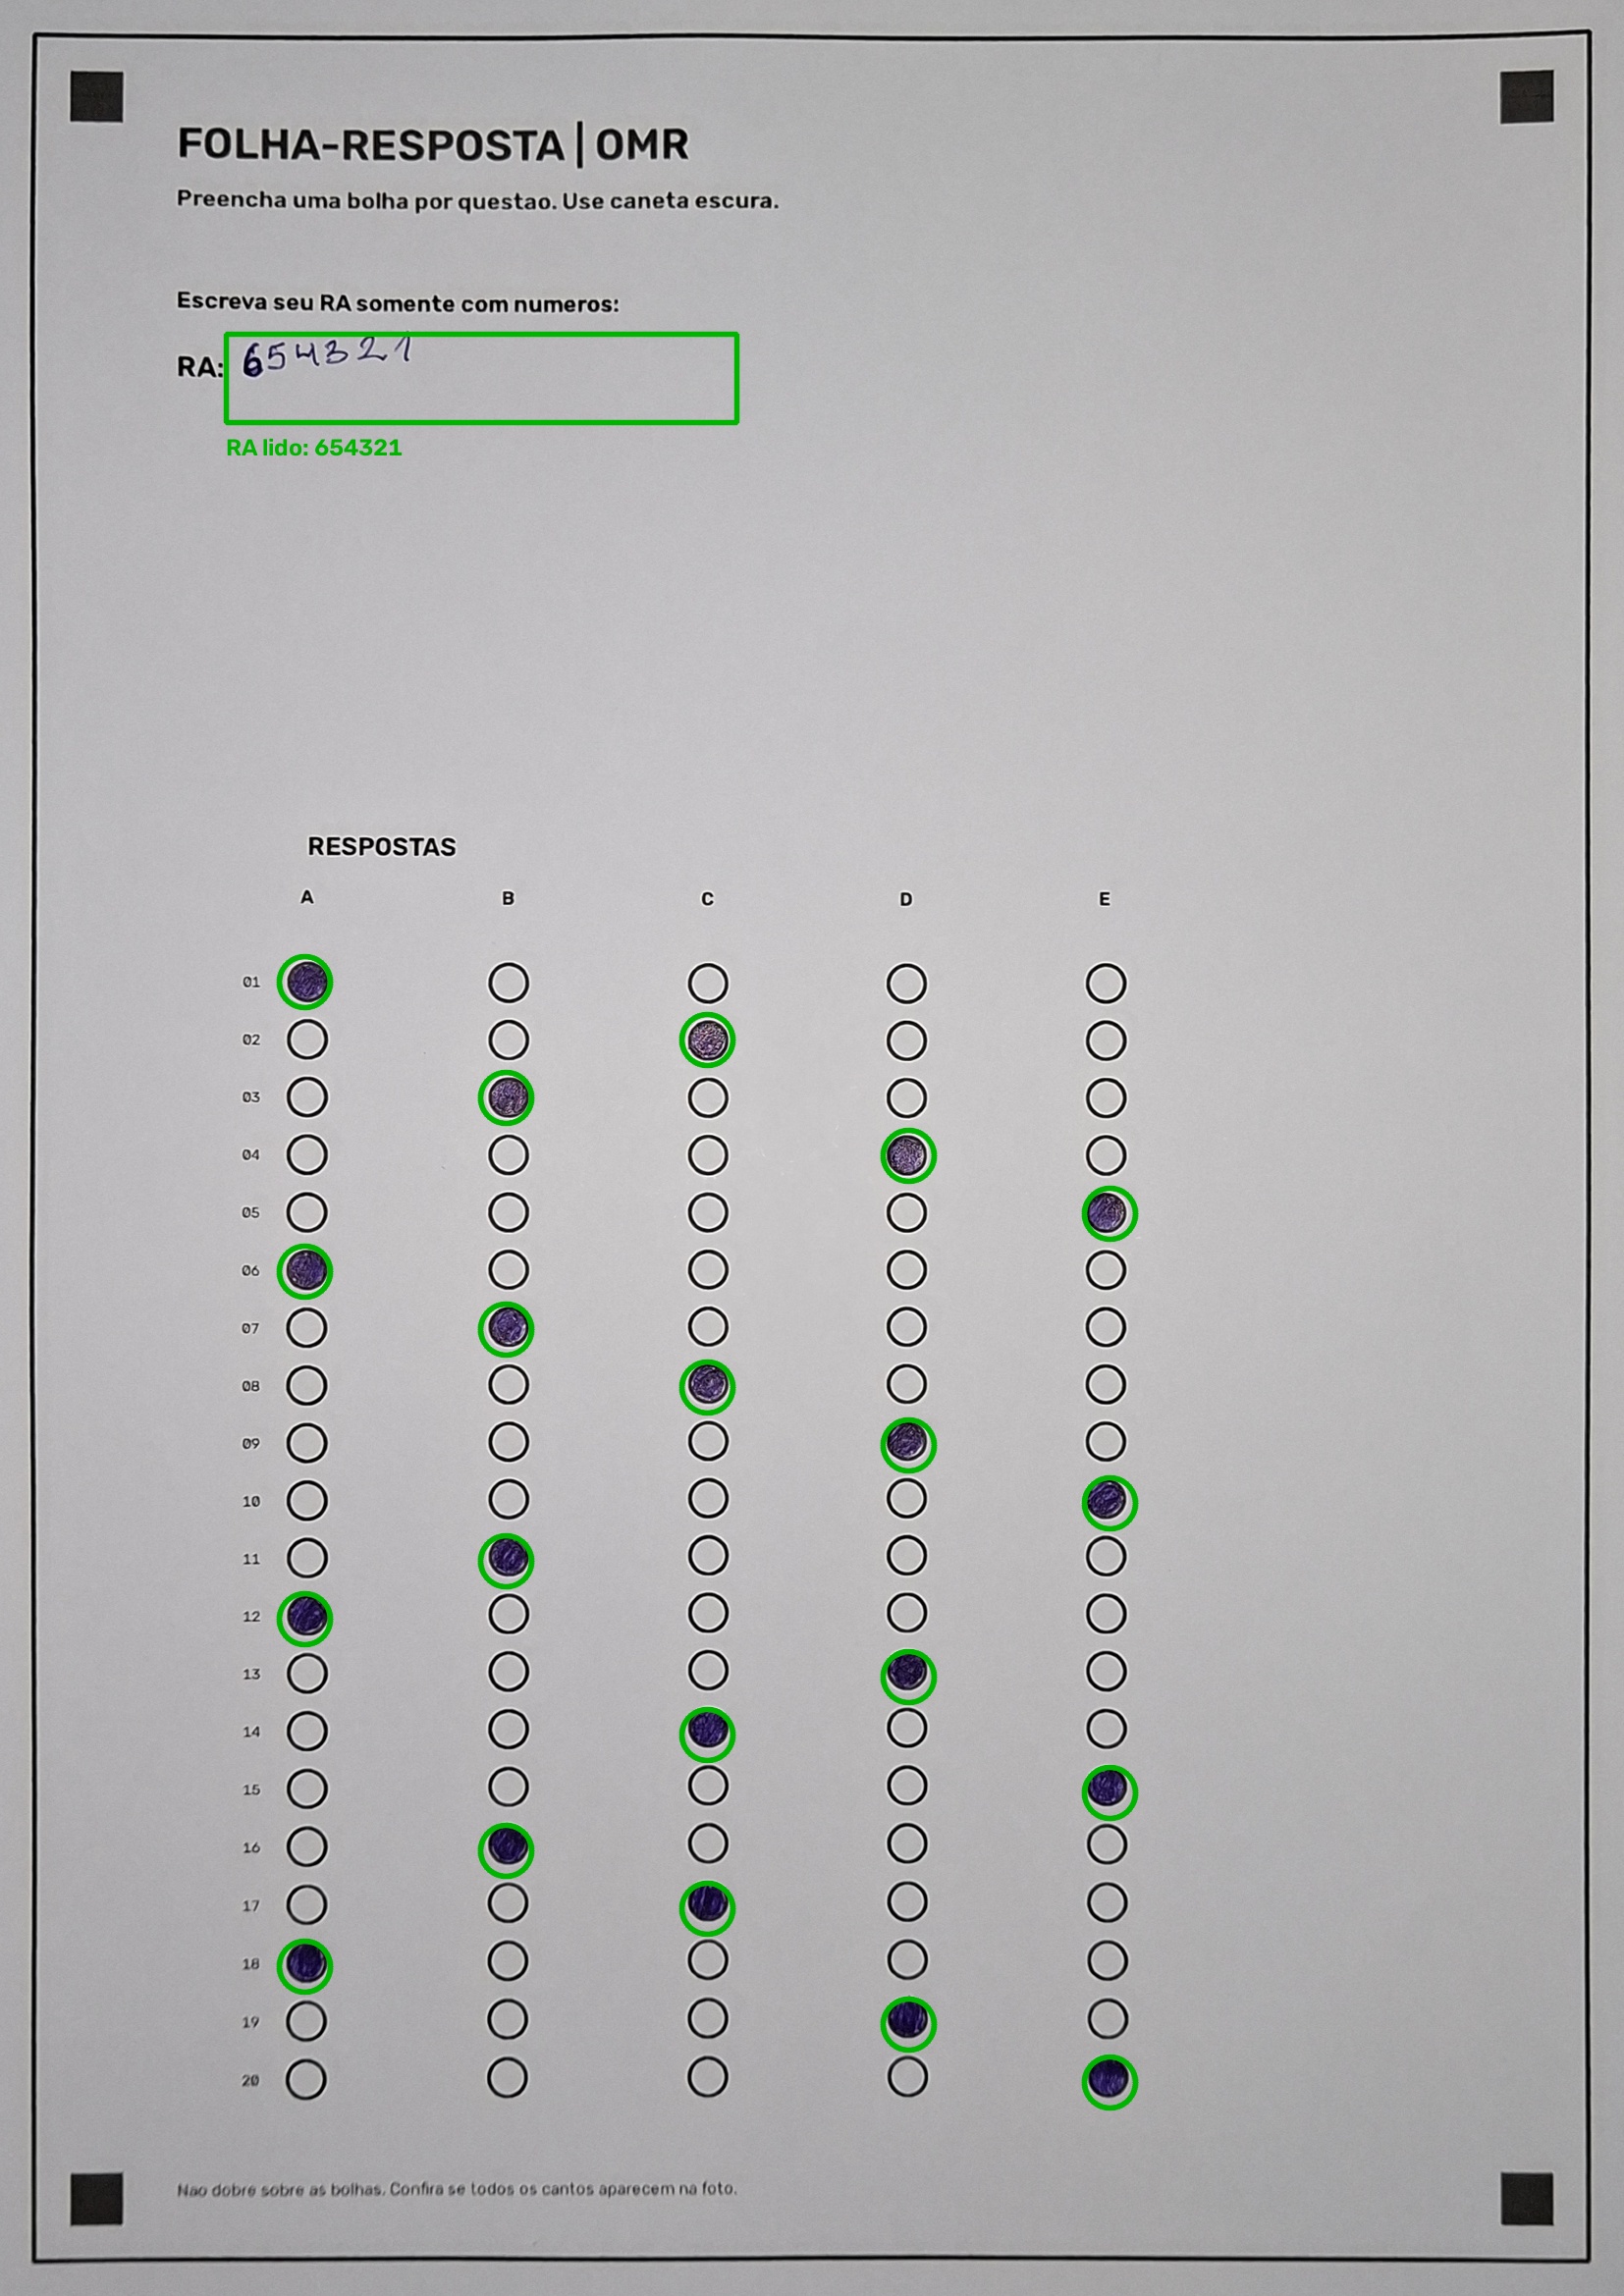 FOLHA-RESPOSTA | OMR
Preencha uma bolha por questao. Use caneta escura.
Escreva seu RA somente com numeros:
RA: 654321
RA lido: 654321
RESPOSTAS
A B C D E
01
02
03
04
05
06
07
08
09
10
11
12
13
14
15
16
17
18
19
20
Nao dobre sobre as bolhas. Confira se todos os cantos aparecem na foto.